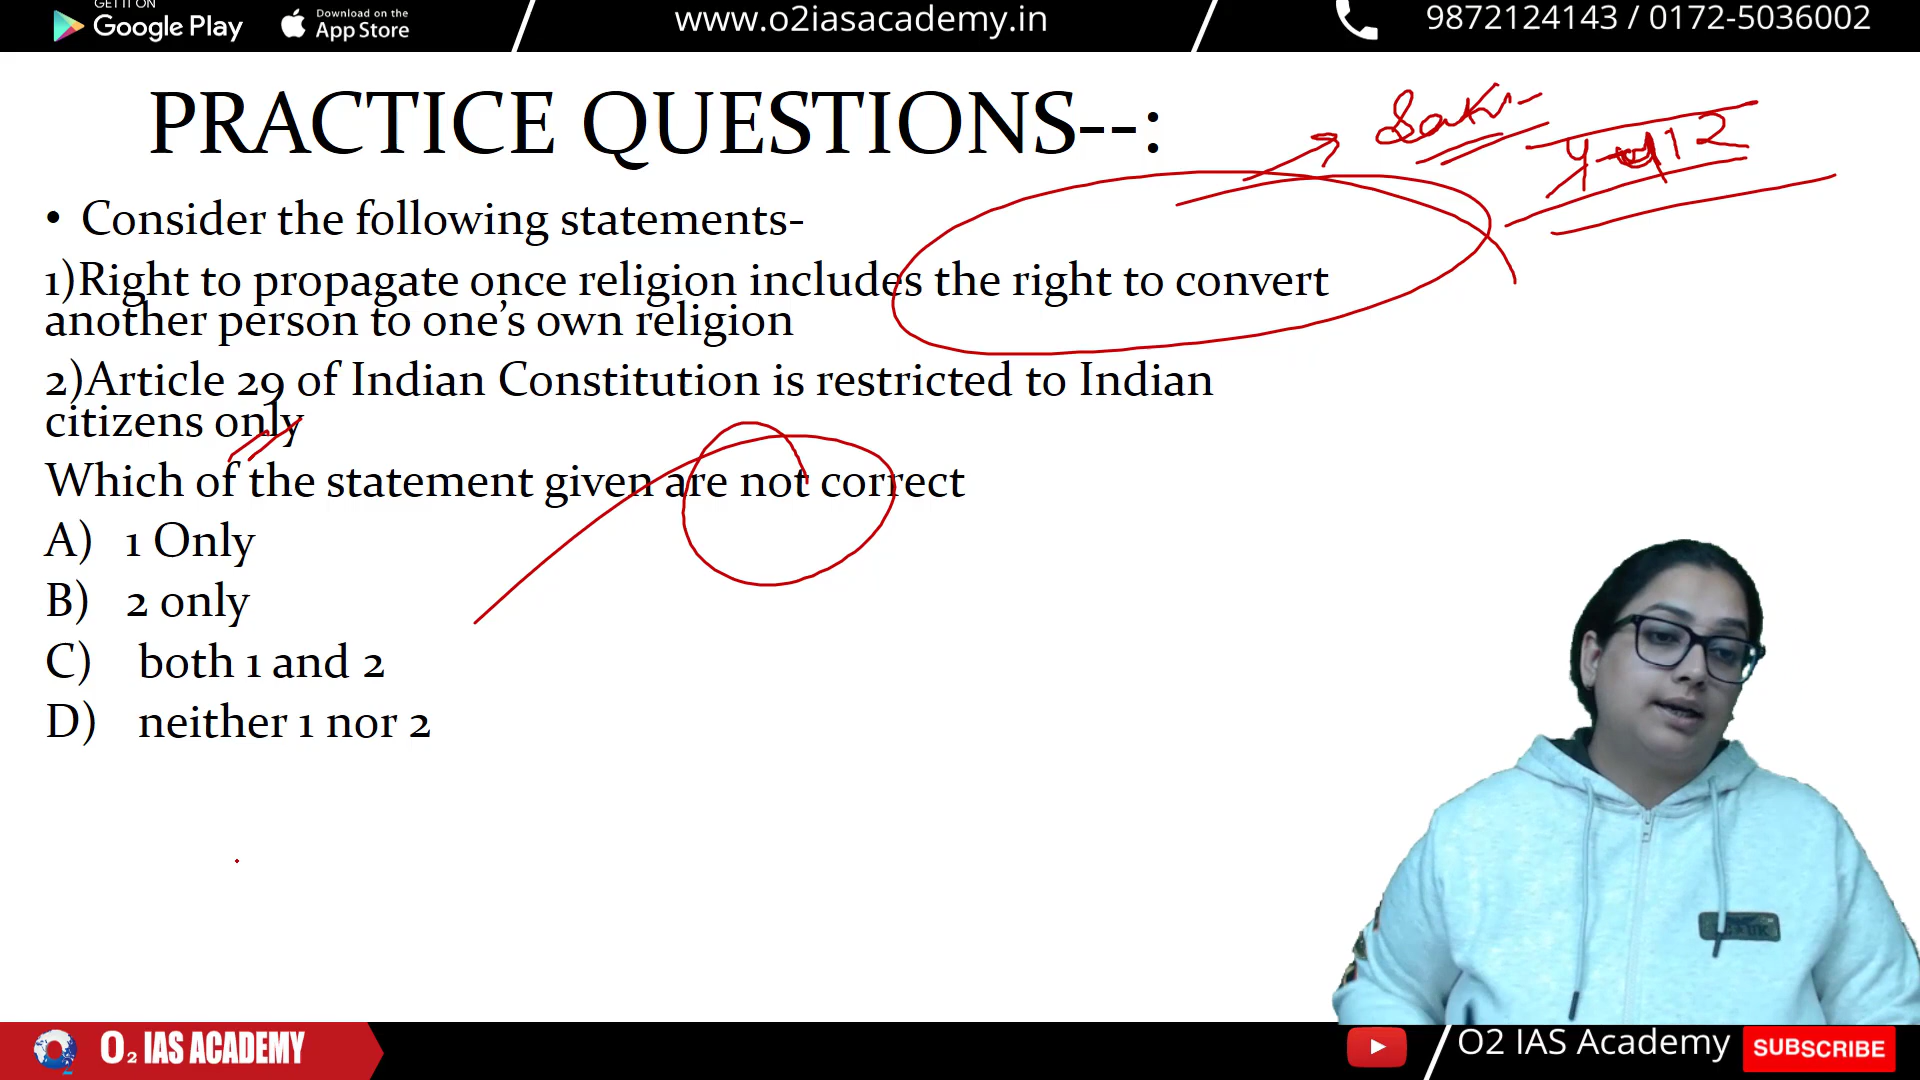 GET IT ON
Google Play
Download on the
App Store
www.o2iasacademy.in
9872124143 / 0172-5036002
PRACTICE QUESTIONS--:
• Consider the following statements-
1)Right to propagate once religion includes the right to convert
another person to one's own religion
2)Article 29 of Indian Constitution is restricted to Indian
citizens only
Which of the statement given are not correct
A) 1 Only
B) 2 only
C) both 1 and 2
D) neither 1 nor 2
O2 IAS ACADEMY
O2 IAS Academy
SUBSCRIBE